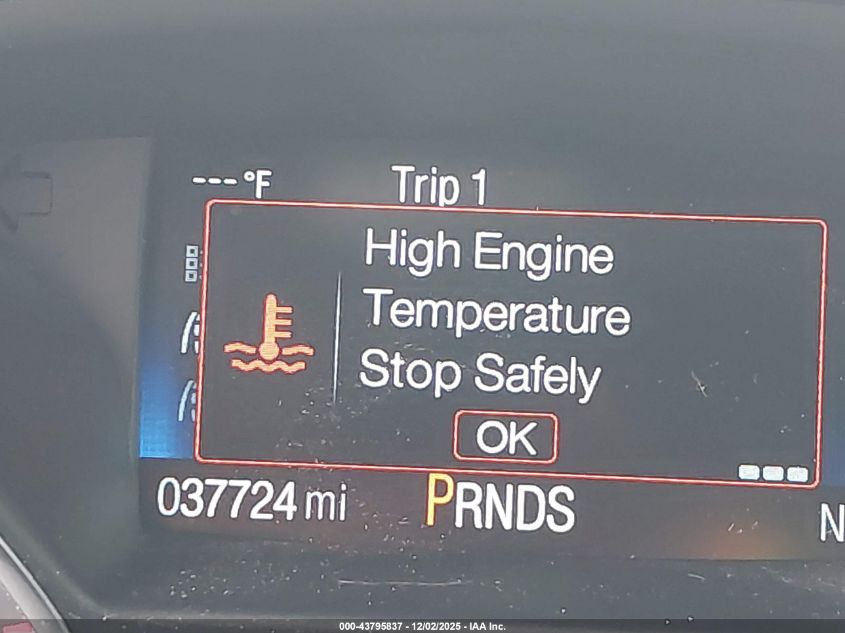 ---°F Trip 1
High Engine
Temperature
Stop Safely
OK
037724 mi PRNDS N
000-43795837 - 12/02/2025 - IAA Inc.